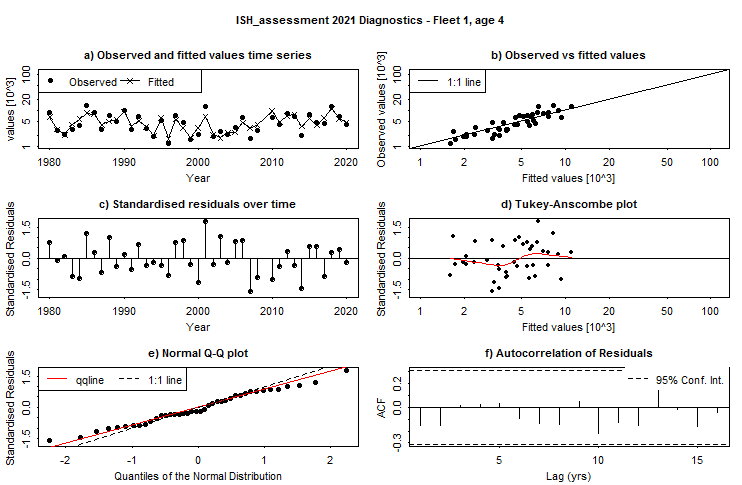 ISH_assessment 2021 Diagnostics - Fleet 1, age 4
a) Observed and fitted values time series
values [10^3]
100
20
5
1
Observed Fitted
1980 1990 2000 2010 2020
Year
b) Observed vs fitted values
Observed values [10^3]
100
20
5
1
1:1 line
1 5 10 50 100
Fitted values [10^3]
c) Standardised residuals over time
Standardised Residuals
1.5
0.0
-1.5
1980 1990 2000 2010 2020
Year
d) Tukey-Anscombe plot
Standardised Residuals
1.5
0.0
-1.5
1 5 10 50 100
Fitted values [10^3]
e) Normal Q-Q plot
Standardised Residuals
1.5
0.0
-1.5
qqline 1:1 line
-2 -1 0 1 2
Quantiles of the Normal Distribution
f) Autocorrelation of Residuals
ACF
0.2
0.0
-0.3
95% Conf. Int.
5 10 15
Lag (yrs)